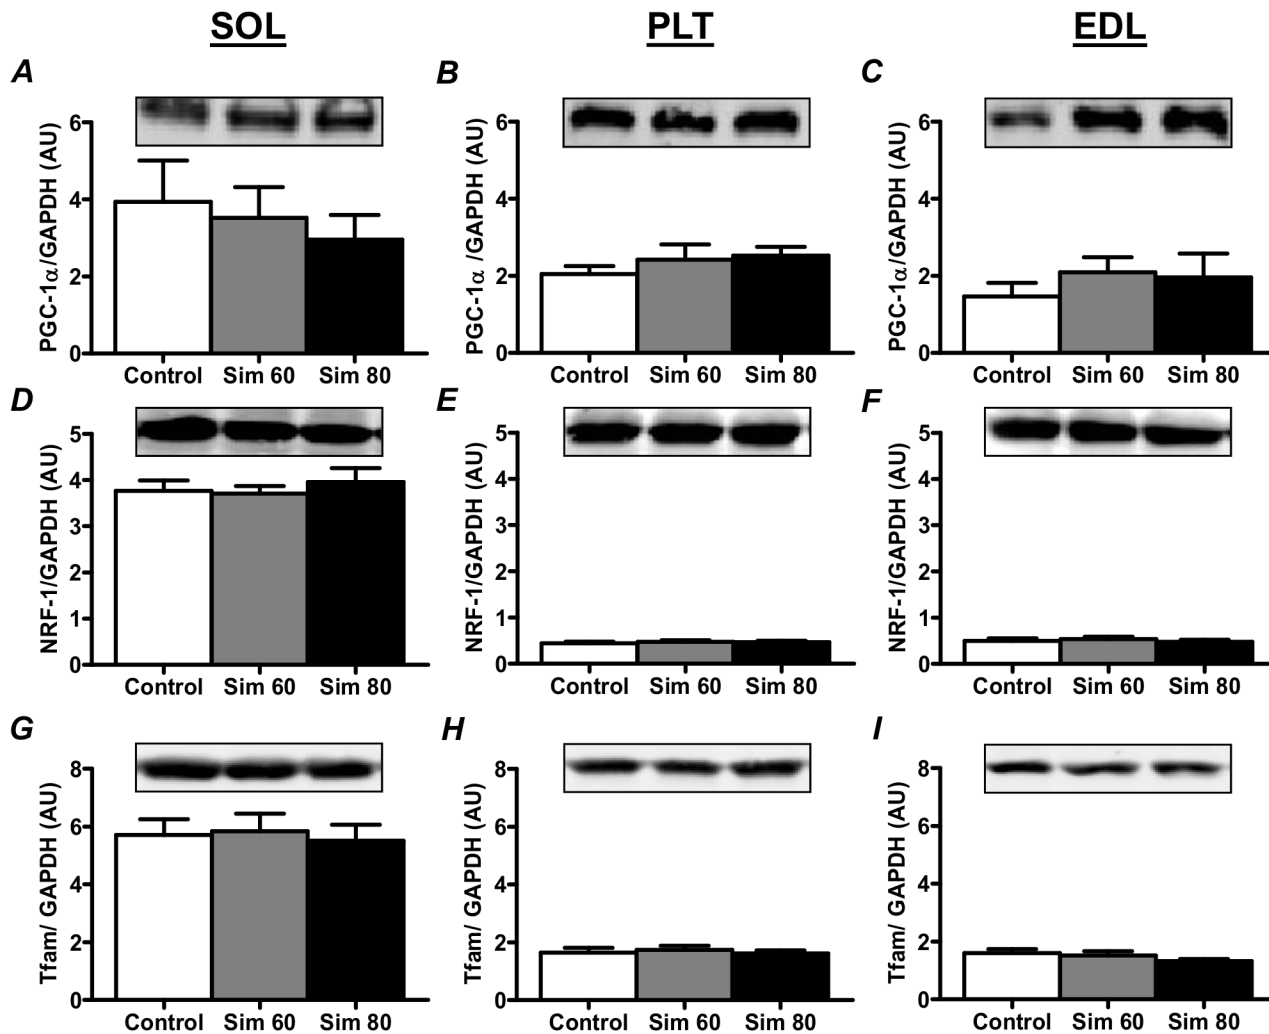 SOL PLT EDL
A B C
PGC-1α/GAPDH (AU)
6
4
2
0
Control Sim 60 Sim 80
PGC-1α /GAPDH (AU)
6
4
2
0
Control Sim 60 Sim 80
PGC-1α/GAPDH (AU)
6
4
2
0
Control Sim 60 Sim 80
D E F
NRF-1/GAPDH (AU)
5
4
3
2
1
0
Control Sim 60 Sim 80
NRF-1/GAPDH (AU)
5
4
3
2
1
0
Control Sim 60 Sim 80
NRF-1/GAPDH (AU)
5
4
3
2
1
0
Control Sim 60 Sim 80
G H I
Tfam/ GAPDH (AU)
8
6
4
2
0
Control Sim 60 Sim 80
Tfam/ GAPDH (AU)
8
6
4
2
0
Control Sim 60 Sim 80
Tfam/ GAPDH (AU)
8
6
4
2
0
Control Sim 60 Sim 80